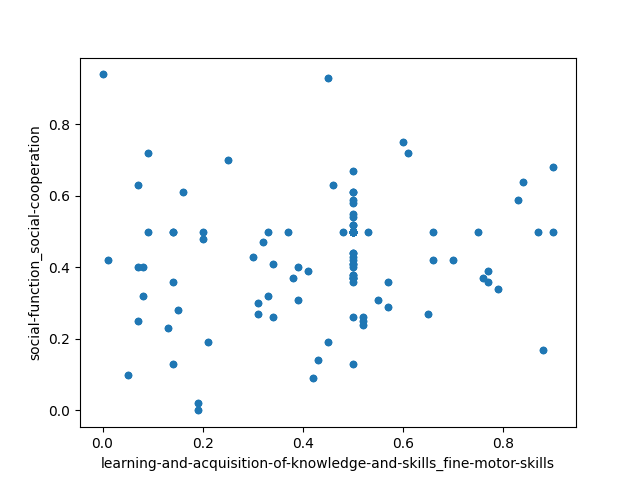 social-function_social-cooperation
0.8
0.6
0.4
0.2
0.0
0.0 0.2 0.4 0.6 0.8
learning-and-acquisition-of-knowledge-and-skills_fine-motor-skills